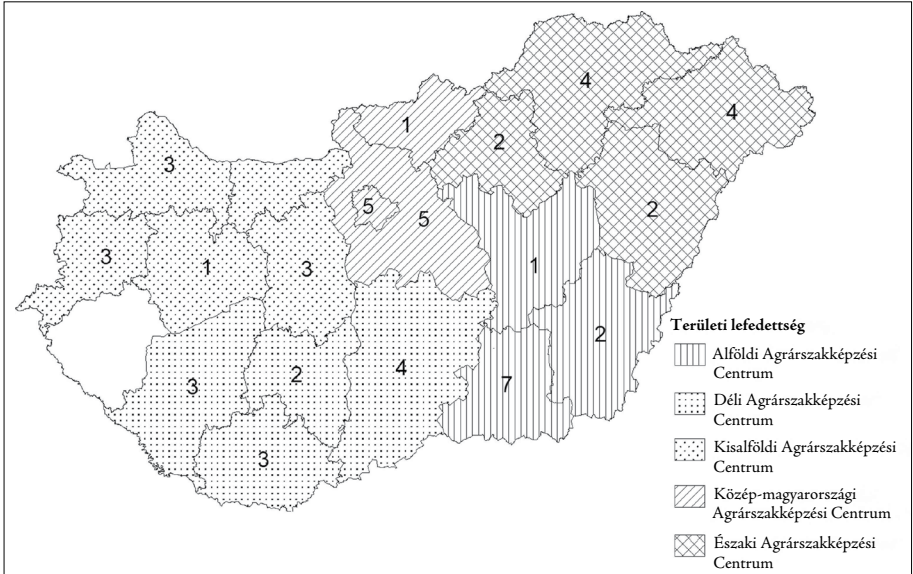 4
1
4
2
3
5
2
5
3
1
3
1
2
4
3
2
7
3
Területi lefedettség
Alföldi Agrárszakképzési
Centrum
Déli Agrárszakképzési
Centrum
Kisalföldi Agrárszakképzési
Centrum
Közép-magyarországi
Agrárszakképzési Centrum
Északi Agrárszakképzési
Centrum